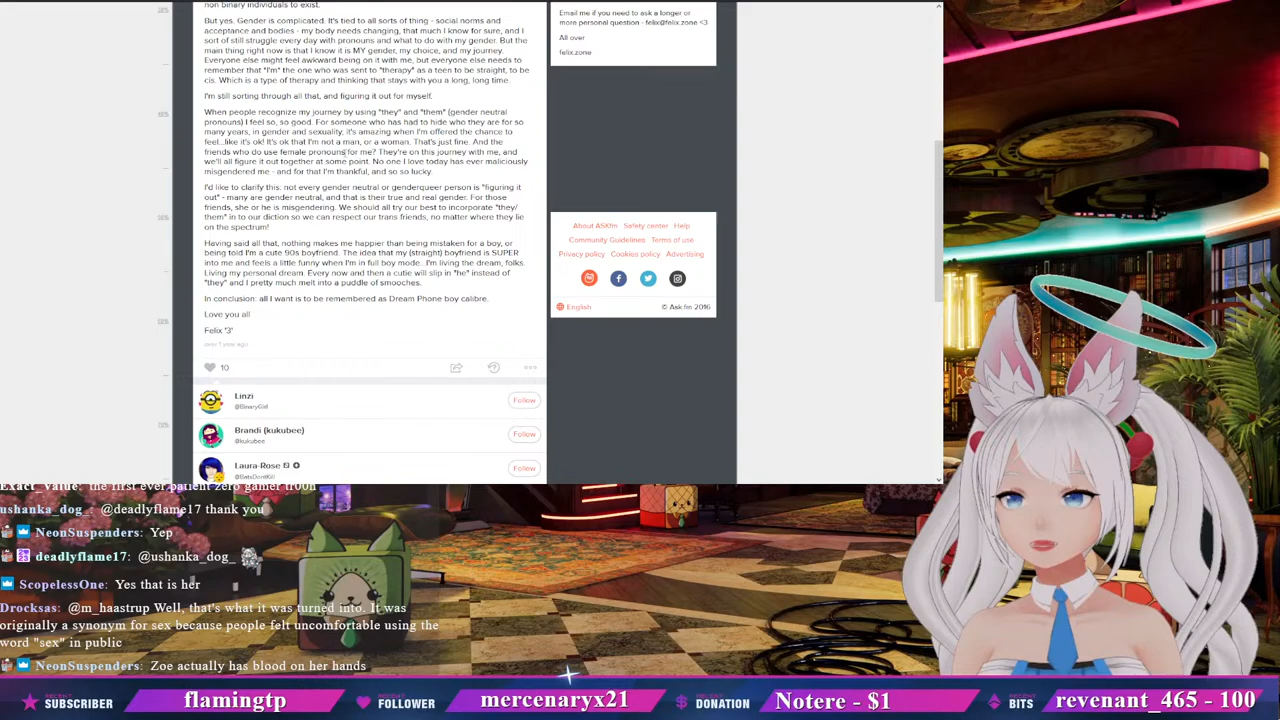 non binary individuals to exist.
But yes. Gender is complicated. It's tied to all sorts of thing - social norms and
acceptance and bodies - my body needs changing, that much I know for sure, and I
sort of still struggle every day with pronouns and what to do with my gender. But the
main thing right now is that I know it is MY gender, my choice, and my journey.
Everyone else might feel awkward being on it with me, but everyone else needs to
remember that *I'm* the one who was sent to "therapy" as a teen to be straight, to be
cis. Which is a type of therapy and thinking that stays with you a long, long time.
I'm still sorting through all that, and figuring it out for myself.
When people recognize my journey by using "they" and "them" (gender neutral
pronouns) I feel so, so good. For someone who has had to hide who they are for so
many years, in gender and sexuality, it's amazing when I'm offered the chance to
feel...like it's ok! It's ok that I'm not a man, or a woman. That's just fine. And the
friends who do use female pronouns for me? They're on this journey with me, and
we'll all figure it out together at some point. No one I love today has ever maliciously
misgendered me - and for that I'm thankful, and so so lucky.
I'd like to clarify this: not every gender neutral or genderqueer person is "figuring it
out" - many are gender neutral, and that is their true and real gender. For those
friends, she or he is misgendering. We should all try our best to incorporate "they/
them" in to our diction so we can respect our trans friends, no matter where they lie
on the spectrum!
Having said all that, nothing makes me happier than being mistaken for a boy, or
being told I'm a cute 90s boyfriend. The idea that my (straight) boyfriend is SUPER
into me and feels a little funny when I'm in full boy mode...I'm living the dream, folks.
Living my personal dream. Every now and then a cutie will slip in "he" instead of
"they" and I pretty much melt into a puddle of smooches.
In conclusion: all I want is to be remembered as Dream Phone boy calibre.
Love you all
Felix '3'
over 1 year ago
10
Linzi
@BinaryGirl
Follow
Brandi (kukubee)
@kukubee
Follow
Laura-Rose
Follow
Email me if you need to ask a longer or
more personal question - felix@felix.zone <3
All over
felix.zone
About ASKfm Safety center Help
Community Guidelines Terms of use
Privacy policy Cookies policy Advertising
English
© Ask.fm 2016
Exact_Value: the first ever patient zero gamer tr00n
ushanka_dog_: @deadlyflame17 thank you
NeonSuspenders: Yep
deadlyflame17: @ushanka_dog_
ScopelessOne: Yes that is her
Drocksas: @m_haastrup Well, that's what it was turned into. It was
originally a synonym for sex because people felt uncomfortable using the
word "sex" in public
NeonSuspenders: Zoe actually has blood on her hands
RECENT SUBSCRIBER flamingtp RECENT FOLLOWER mercenaryx21 RECENT DONATION Notere - $1 RECENT BITS revenant_465 - 100